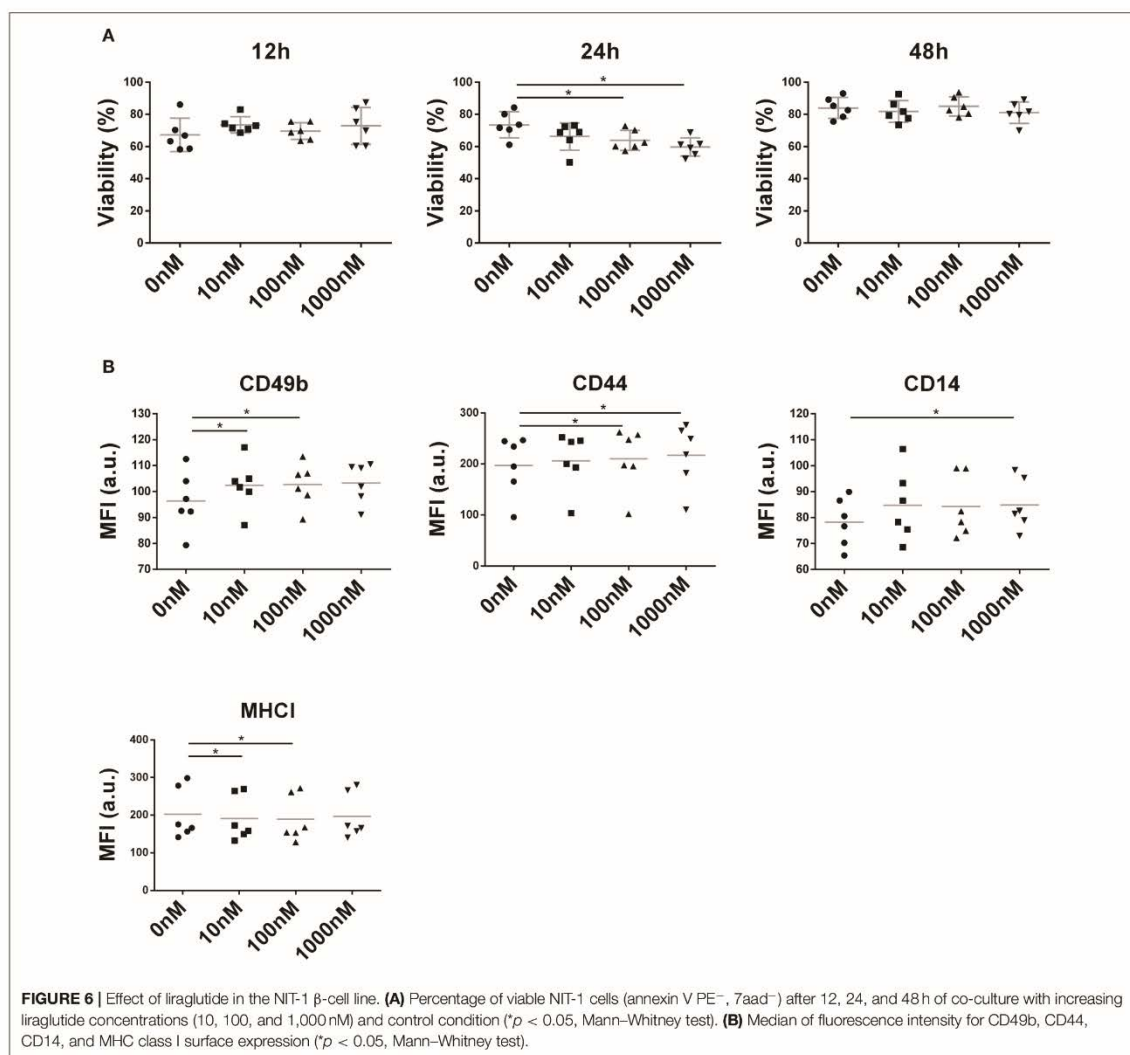 A
12h
24h
48h
Viability (%)
100
80
60
40
20
0
0nM
10nM
100nM
1000nM
Viability (%)
100
80
60
40
20
0
*
*
0nM
10nM
100nM
1000nM
Viability (%)
100
80
60
40
20
0
0nM
10nM
100nM
1000nM
B
CD49b
MFI (a.u.)
130
120
110
100
90
80
70
*
*
0nM
10nM
100nM
1000nM
CD44
MFI (a.u.)
300
200
100
0
*
*
0nM
10nM
100nM
1000nM
CD14
MFI (a.u.)
120
110
100
90
80
70
60
*
0nM
10nM
100nM
1000nM
MHCI
MFI (a.u.)
400
300
200
100
0
*
*
0nM
10nM
100nM
1000nM
FIGURE 6 | Effect of liraglutide in the NIT-1 β-cell line. (A) Percentage of viable NIT-1 cells (annexin V PE⁻, 7aad⁻) after 12, 24, and 48 h of co-culture with increasing
liraglutide concentrations (10, 100, and 1,000 nM) and control condition (*p < 0.05, Mann–Whitney test). (B) Median of fluorescence intensity for CD49b, CD44,
CD14, and MHC class I surface expression (*p < 0.05, Mann–Whitney test).